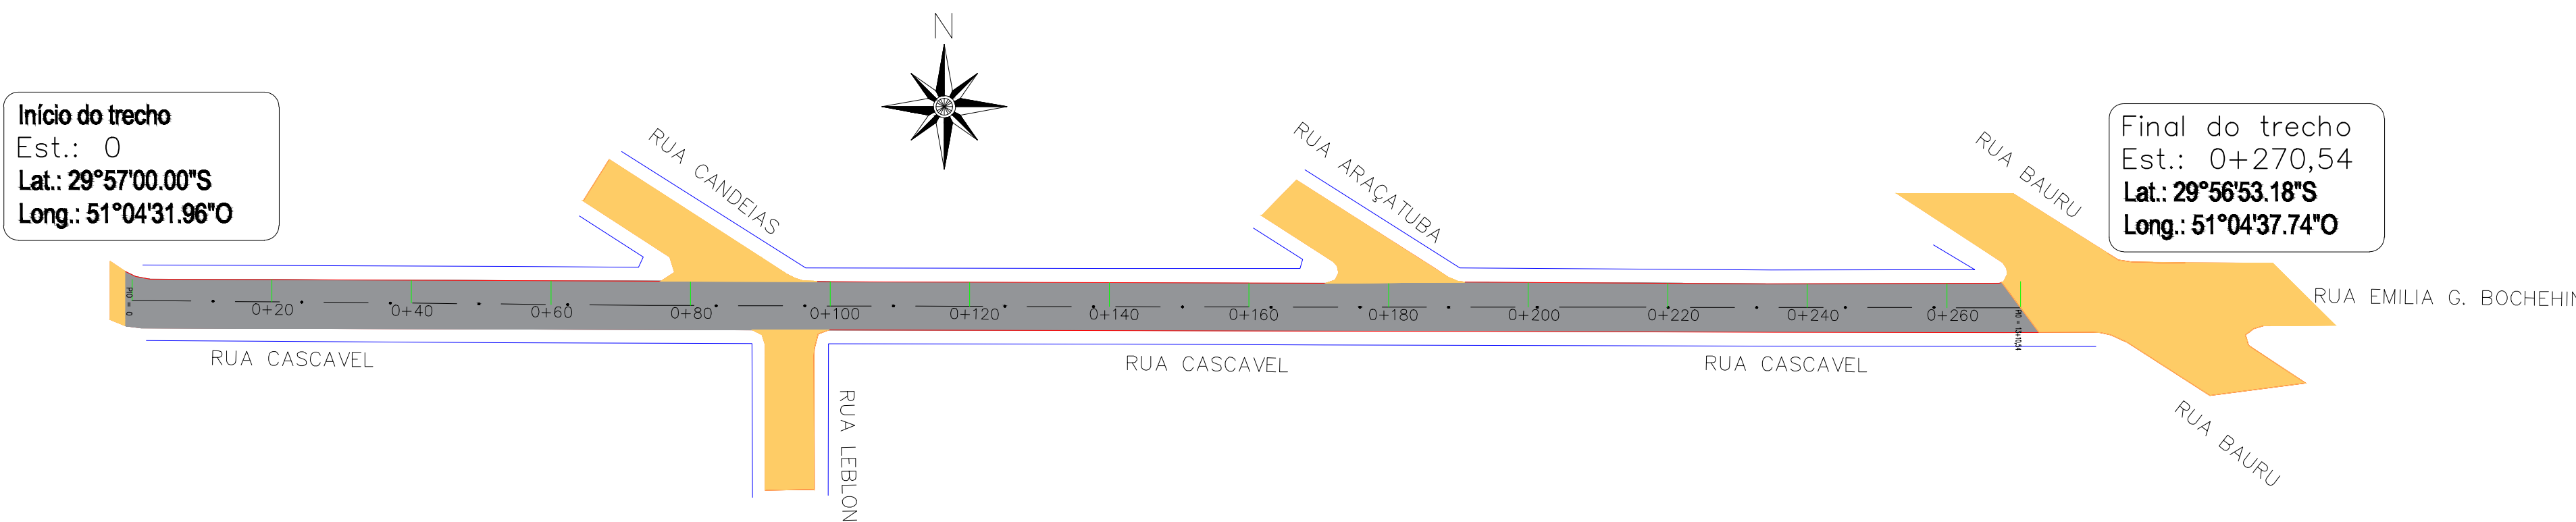 N
Início do trecho
Est.: 0
Lat.: 29°57'00.00"S
Long.: 51°04'31.96"O
RUA CANDEIAS
RUA ARAÇATUBA
RUA BAURU
Final do trecho
Est.: 0+270,54
Lat.: 29°56'53.18"S
Long.: 51°04'37.74"O
RUA EMILIA G. BOCHEHIN
PI0 = 0
0+20
0+40
0+60
0+80
0+100
0+120
0+140
0+160
0+180
0+200
0+220
0+240
0+260
RUA CASCAVEL
RUA CASCAVEL
RUA CASCAVEL
RUA LEBLON
RUA BAURU